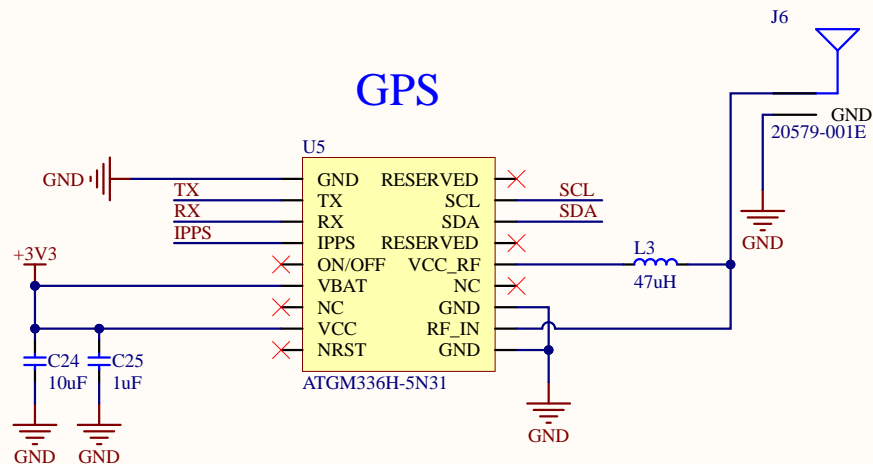 J6
GPS
GND
20579-001E
U5
GND
GND RESERVED
TX TX SCL SCL
RX RX SDA SDA
IPPS IPPS RESERVED
GND
+3V3
ON/OFF VCC_RF
L3
47uH
VBAT NC
NC GND
VCC RF_IN
NRST GND
C24
10uF
C25
1uF
ATGM336H-5N31
GND
GND
GND